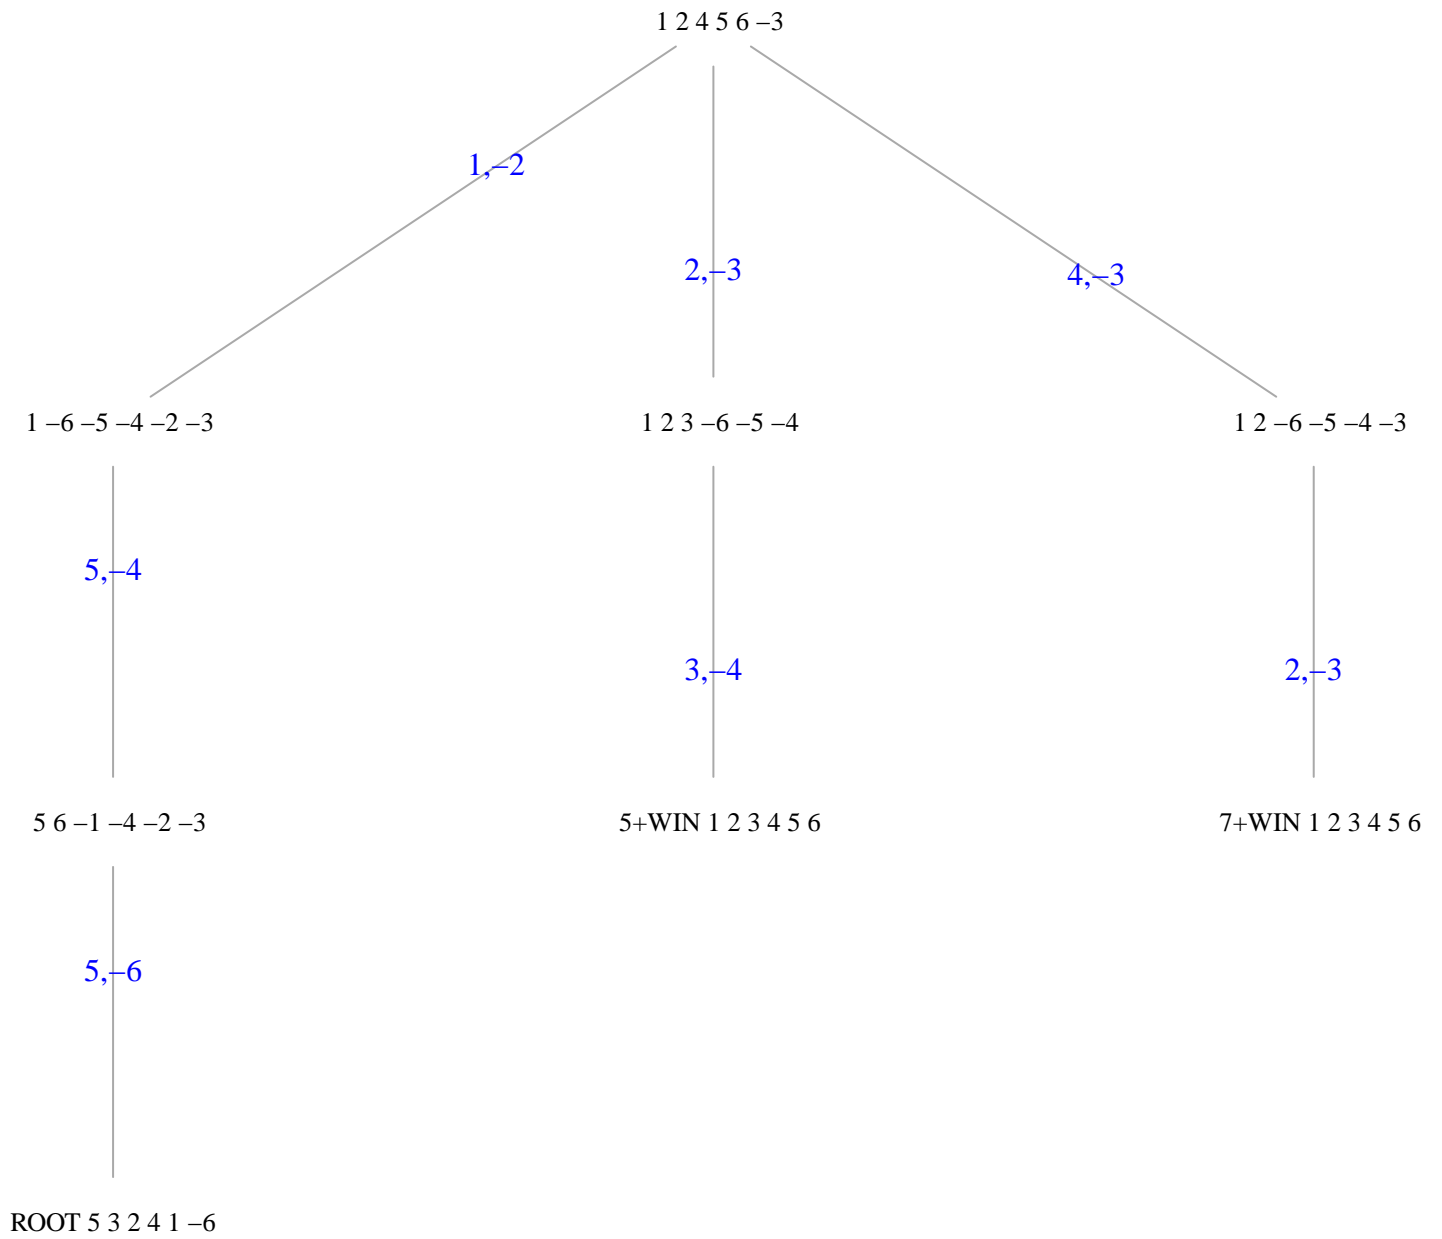 1 2 4 5 6 –3
1,–2
2,–3
4,–3
1 –6 –5 –4 –2 –3
1 2 3 –6 –5 –4
1 2 –6 –5 –4 –3
5,–4
3,–4
2,–3
5 6 –1 –4 –2 –3
5+WIN 1 2 3 4 5 6
7+WIN 1 2 3 4 5 6
5,–6
ROOT 5 3 2 4 1 –6